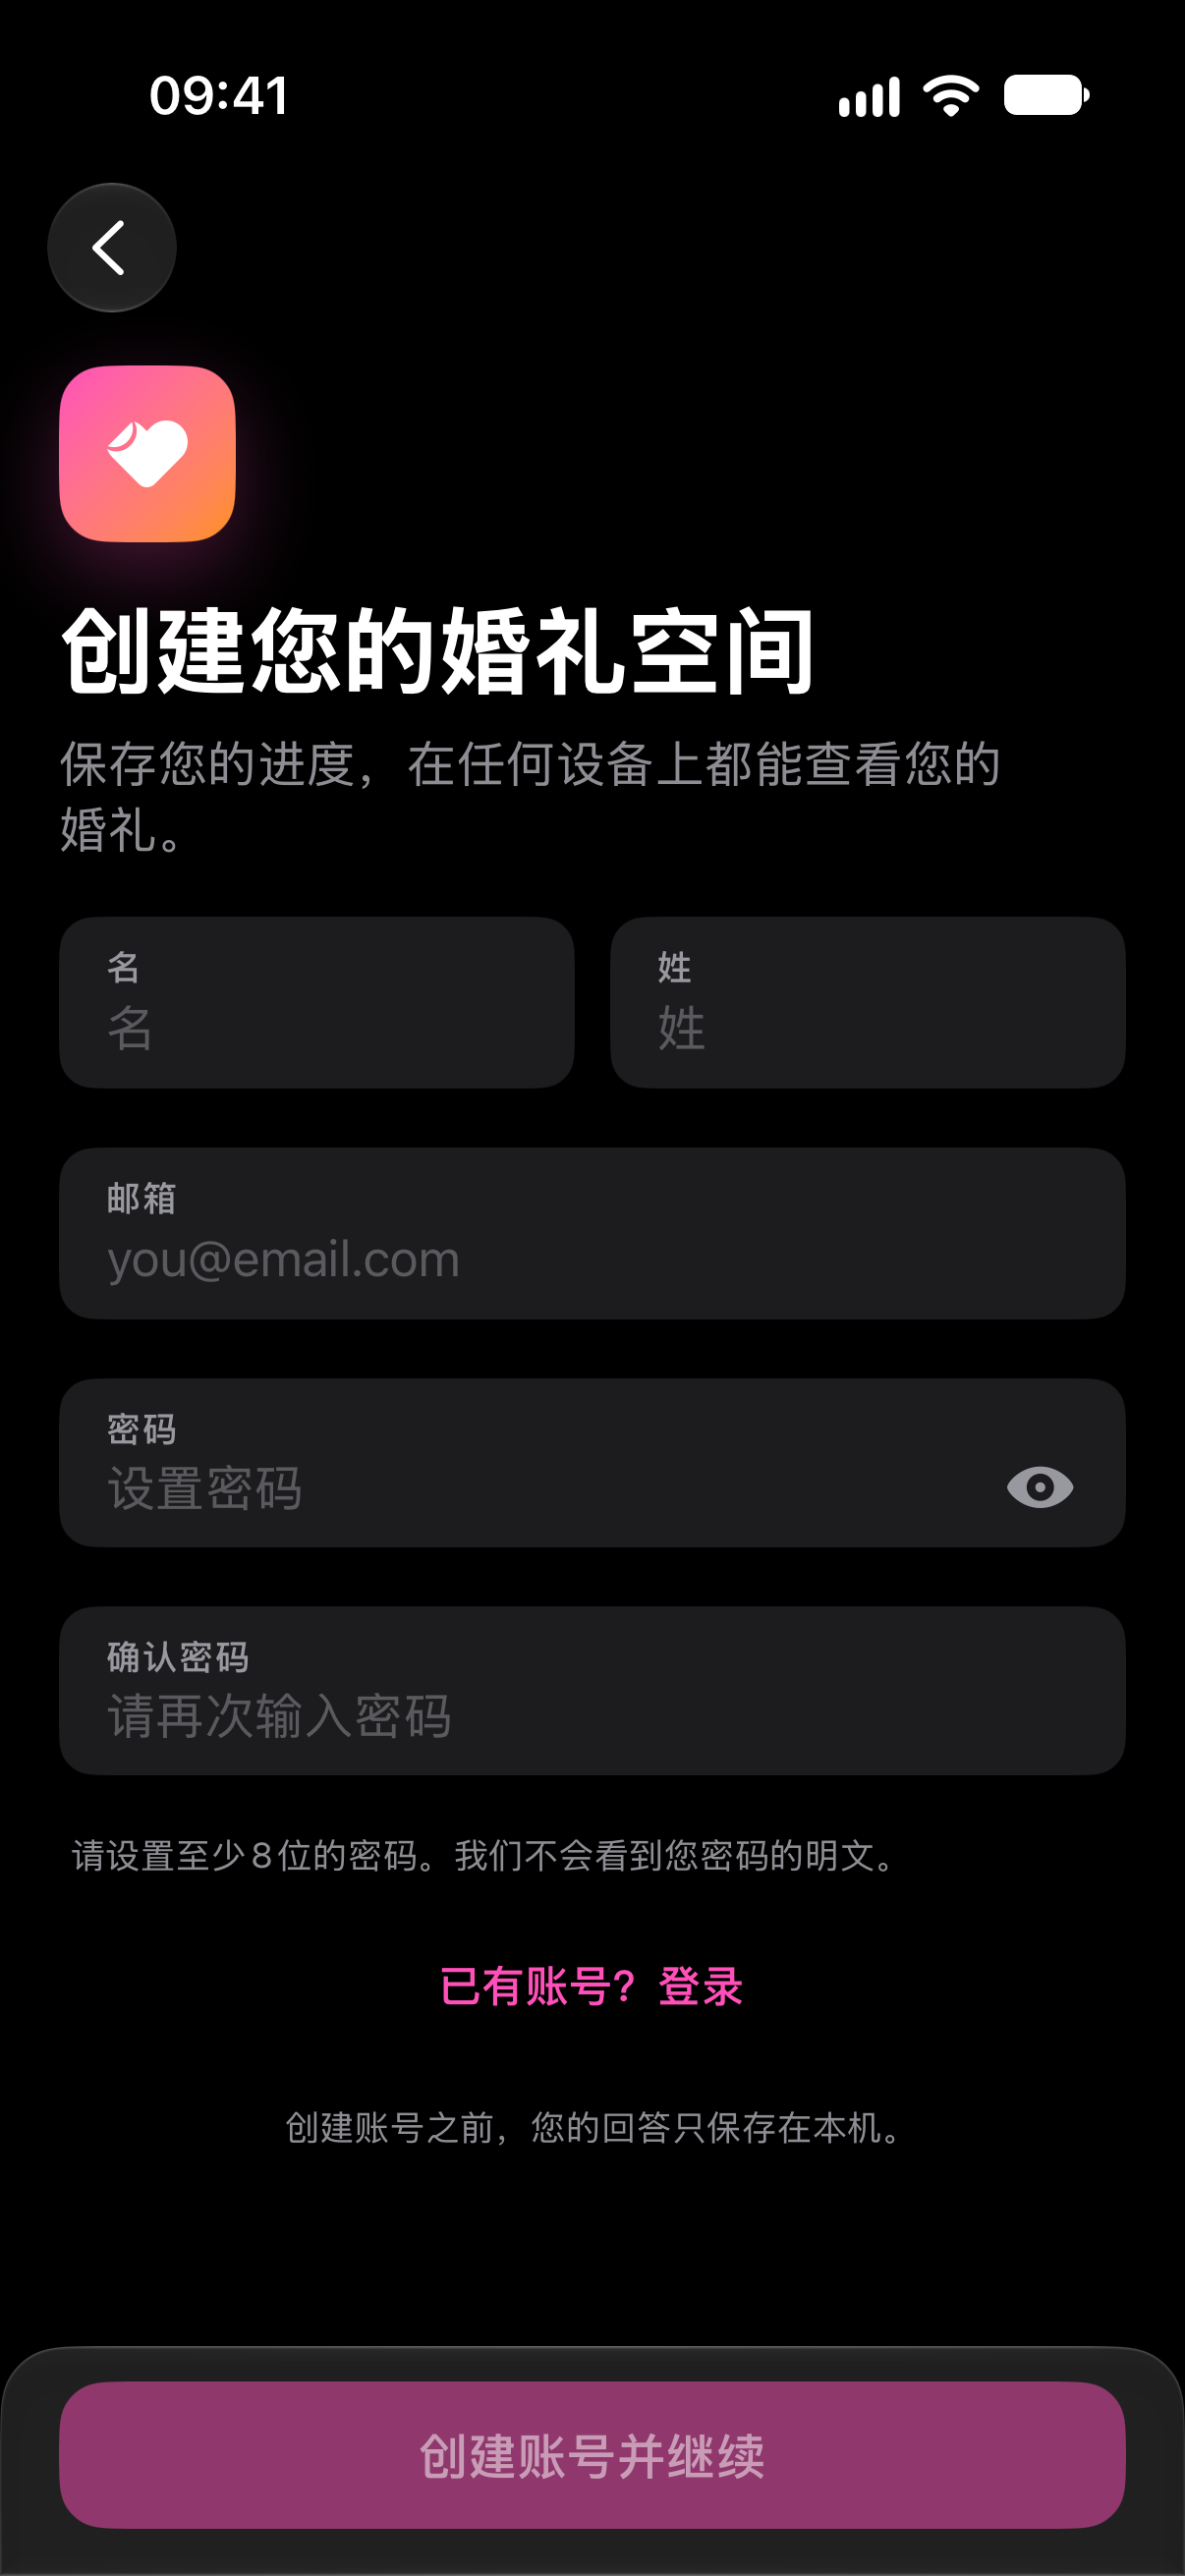 09:41
创建您的婚礼空间
保存您的进度，在任何设备上都能查看您的
婚礼。
名
名
姓
姓
邮箱
you@email.com
密码
设置密码
确认密码
请再次输入密码
请设置至少 8 位的密码。我们不会看到您密码的明文。
已有账号？登录
创建账号之前，您的回答只保存在本机。
创建账号并继续